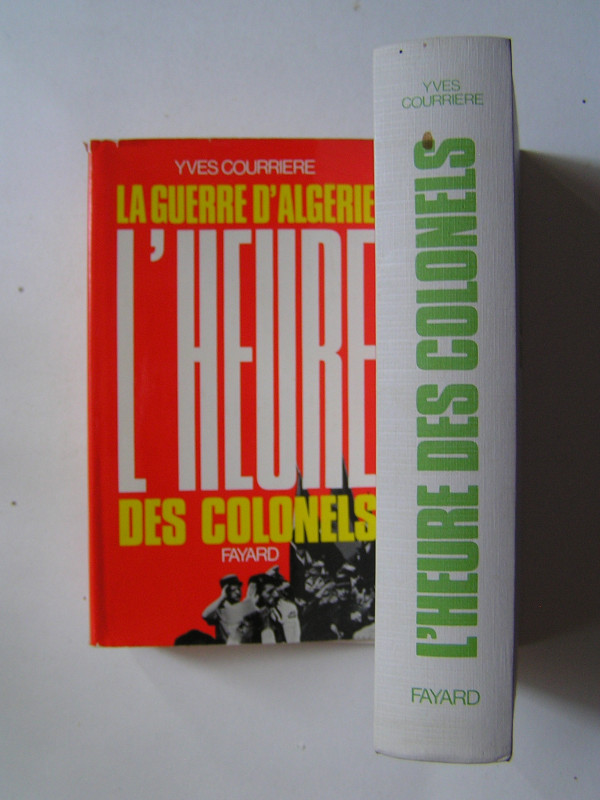 YVES COURRIERE
LA GUERRE D'ALGERIE
L'HEURE
DES COLONELS
FAYARD
YVES
COURRIERE
L'HEURE DES COLONELS
FAYARD